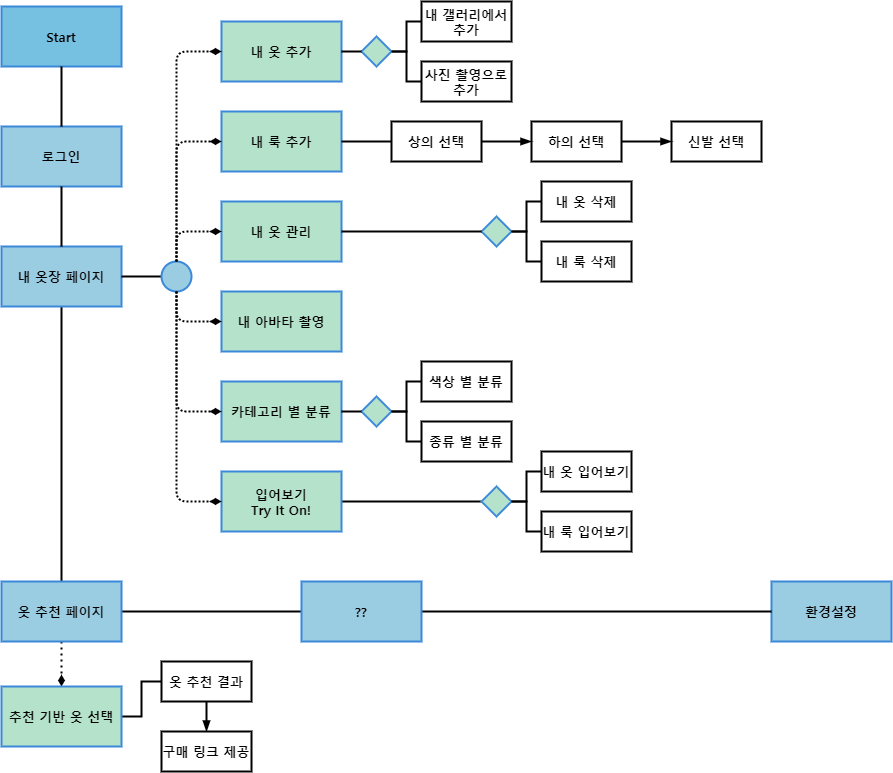 Start
로그인
내 옷장 페이지
내 옷 추가
내 갤러리에서
추가
사진 촬영으로
추가
내 룩 추가
상의 선택
하의 선택
신발 선택
내 옷 관리
내 옷 삭제
내 룩 삭제
내 아바타 촬영
카테고리 별 분류
색상 별 분류
종류 별 분류
입어보기
Try It On!
내 옷 입어보기
내 룩 입어보기
옷 추천 페이지
??
환경설정
추천 기반 옷 선택
옷 추천 결과
구매 링크 제공